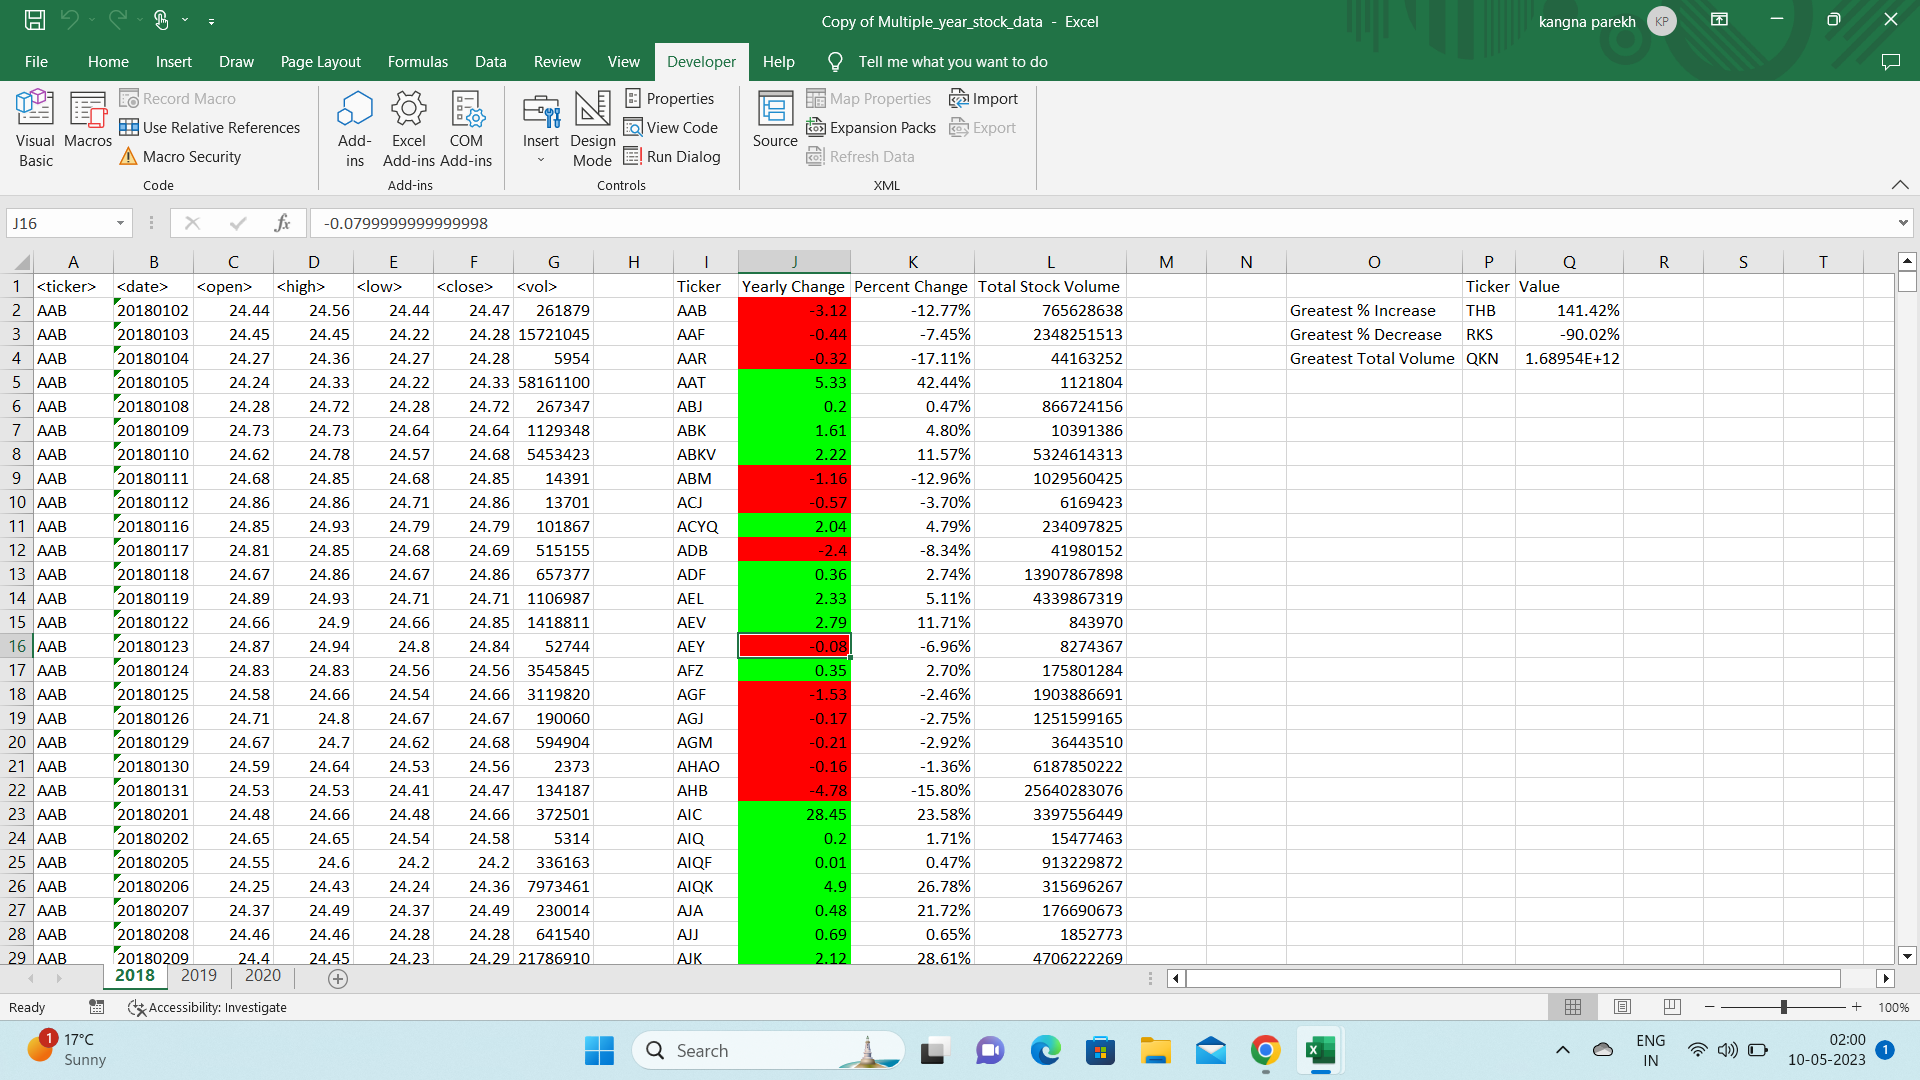 Copy of Multiple_year_stock_data - Excel
kangna parekh KP
File Home Insert Draw Page Layout Formulas Data Review View Developer Help Tell me what you want to do
Visual Basic
Macros
Record Macro
Use Relative References
Macro Security
Code
Add-ins
Excel Add-ins
COM Add-ins
Add-ins
Insert
Design Mode
Properties
View Code
Run Dialog
Controls
Source
Map Properties
Expansion Packs
Refresh Data
Import
Export
XML
J16 fx -0.0799999999999998
A B C D E F G H I J K L M N O P Q R S T
1 <ticker> <date> <open> <high> <low> <close> <vol> Ticker Yearly Change Percent Change Total Stock Volume Ticker Value
2 AAB 20180102 24.44 24.56 24.44 24.47 261879 AAB -3.12 -12.77% 765628638 Greatest % Increase THB 141.42%
3 AAB 20180103 24.45 24.45 24.22 24.28 15721045 AAF -0.44 -7.45% 2348251513 Greatest % Decrease RKS -90.02%
4 AAB 20180104 24.27 24.36 24.27 24.28 5954 AAR -0.32 -17.11% 44163252 Greatest Total Volume QKN 1.68954E+12
5 AAB 20180105 24.24 24.33 24.22 24.33 58161100 AAT 5.33 42.44% 1121804
6 AAB 20180108 24.28 24.72 24.28 24.72 267347 ABJ 0.2 0.47% 866724156
7 AAB 20180109 24.73 24.73 24.64 24.64 1129348 ABK 1.61 4.80% 10391386
8 AAB 20180110 24.62 24.78 24.57 24.68 5453423 ABKV 2.22 11.57% 5324614313
9 AAB 20180111 24.68 24.85 24.68 24.85 14391 ABM -1.16 -12.96% 1029560425
10 AAB 20180112 24.86 24.86 24.71 24.86 13701 ACJ -0.57 -3.70% 6169423
11 AAB 20180116 24.85 24.93 24.79 24.79 101867 ACYQ 2.04 4.79% 234097825
12 AAB 20180117 24.81 24.85 24.68 24.69 515155 ADB -2.4 -8.34% 41980152
13 AAB 20180118 24.67 24.86 24.67 24.86 657377 ADF 0.36 2.74% 13907867898
14 AAB 20180119 24.89 24.93 24.71 24.71 1106987 AEL 2.33 5.11% 4339867319
15 AAB 20180122 24.66 24.9 24.66 24.85 1418811 AEV 2.79 11.71% 843970
16 AAB 20180123 24.87 24.94 24.8 24.84 52744 AEY -0.08 -6.96% 8274367
17 AAB 20180124 24.83 24.83 24.56 24.56 3545845 AFZ 0.35 2.70% 175801284
18 AAB 20180125 24.58 24.66 24.54 24.66 3119820 AGF -1.53 -2.46% 1903886691
19 AAB 20180126 24.71 24.8 24.67 24.67 190060 AGJ -0.17 -2.75% 1251599165
20 AAB 20180129 24.67 24.7 24.62 24.68 594904 AGM -0.21 -2.92% 36443510
21 AAB 20180130 24.59 24.64 24.53 24.56 2373 AHAO -0.16 -1.36% 6187850222
22 AAB 20180131 24.53 24.53 24.41 24.47 134187 AHB -4.78 -15.80% 25640283076
23 AAB 20180201 24.48 24.66 24.48 24.66 372501 AIC 28.45 23.58% 3397556449
24 AAB 20180202 24.65 24.65 24.54 24.58 5314 AIQ 0.2 1.71% 15477463
25 AAB 20180205 24.55 24.6 24.2 24.2 336163 AIQF 0.01 0.47% 913229872
26 AAB 20180206 24.25 24.43 24.24 24.36 7973461 AIQK 4.9 26.78% 315696267
27 AAB 20180207 24.37 24.49 24.37 24.49 230014 AJA 0.48 21.72% 176690673
28 AAB 20180208 24.46 24.46 24.28 24.28 641540 AJJ 0.69 0.65% 1852773
29 AAB 20180209 24.4 24.45 24.23 24.29 21786910 AJK 2.12 28.61% 4706222269
2018 2019 2020
Ready Accessibility: Investigate 100%
1 17°C
Sunny
Search
ENG
IN
02:00
10-05-2023
1